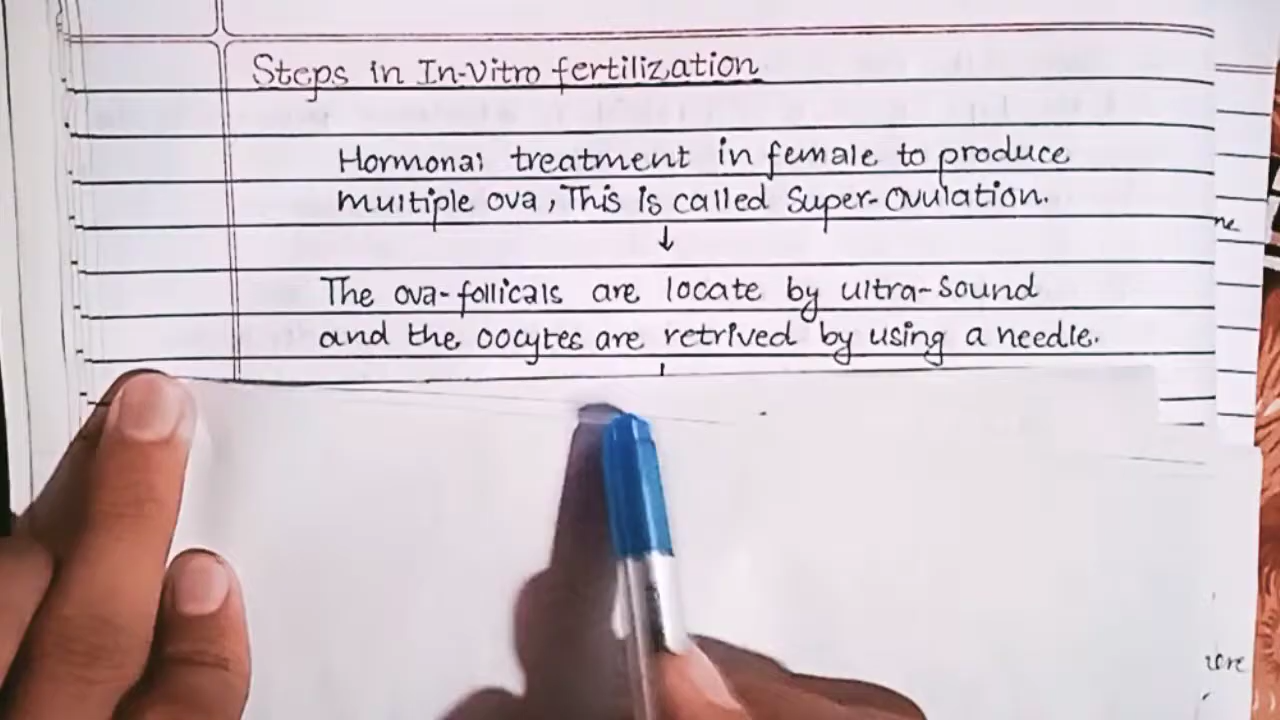 Steps in In-Vitro fertilization
Hormonal treatment in female to produce
multiple ova, This is called Super-Ovulation.
↓
The ova-follicals are locate by ultra-sound
and the oocytes are retrived by using a needle.